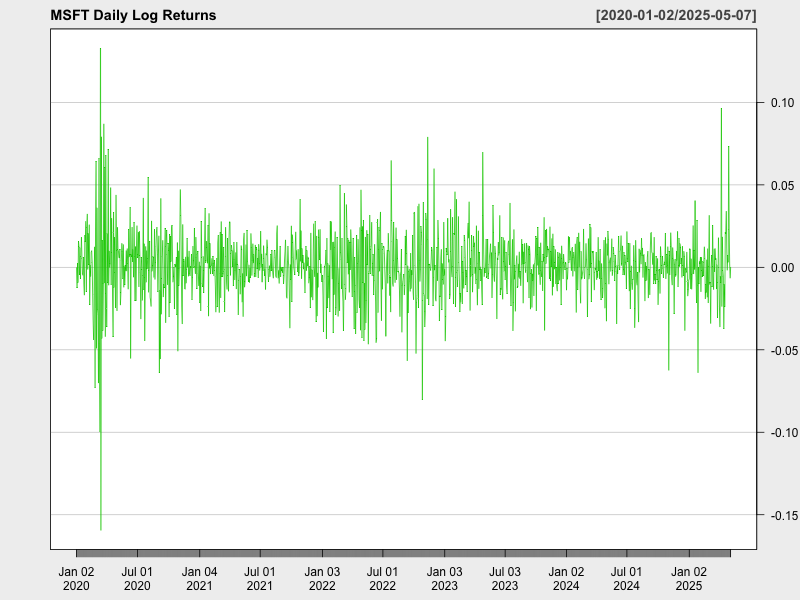 MSFT Daily Log Returns
[2020-01-02/2025-05-07]
0.10
0.05
0.00
-0.05
-0.10
-0.15
Jan 02 2020
Jul 01 2020
Jan 04 2021
Jul 01 2021
Jan 03 2022
Jul 01 2022
Jan 03 2023
Jul 03 2023
Jan 02 2024
Jul 01 2024
Jan 02 2025